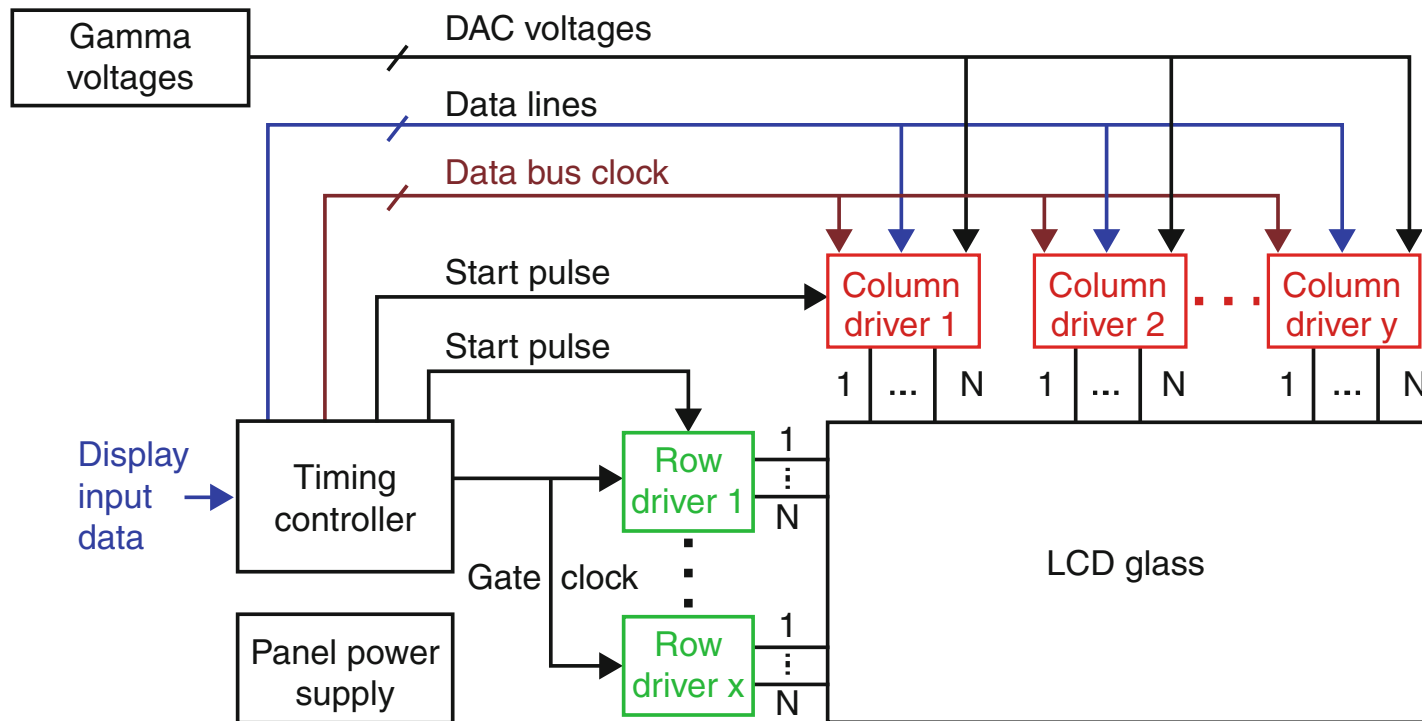 Gamma
voltages
DAC voltages
Data lines
Data bus clock
Start pulse
Start pulse
Column
driver 1
Column
driver 2
. . .
Column
driver y
1 ... N
1 ... N
1 ... N
Display
input
data
Timing
controller
Row
driver 1
1
N
Gate clock
LCD glass
Row
driver x
1
N
Panel power
supply